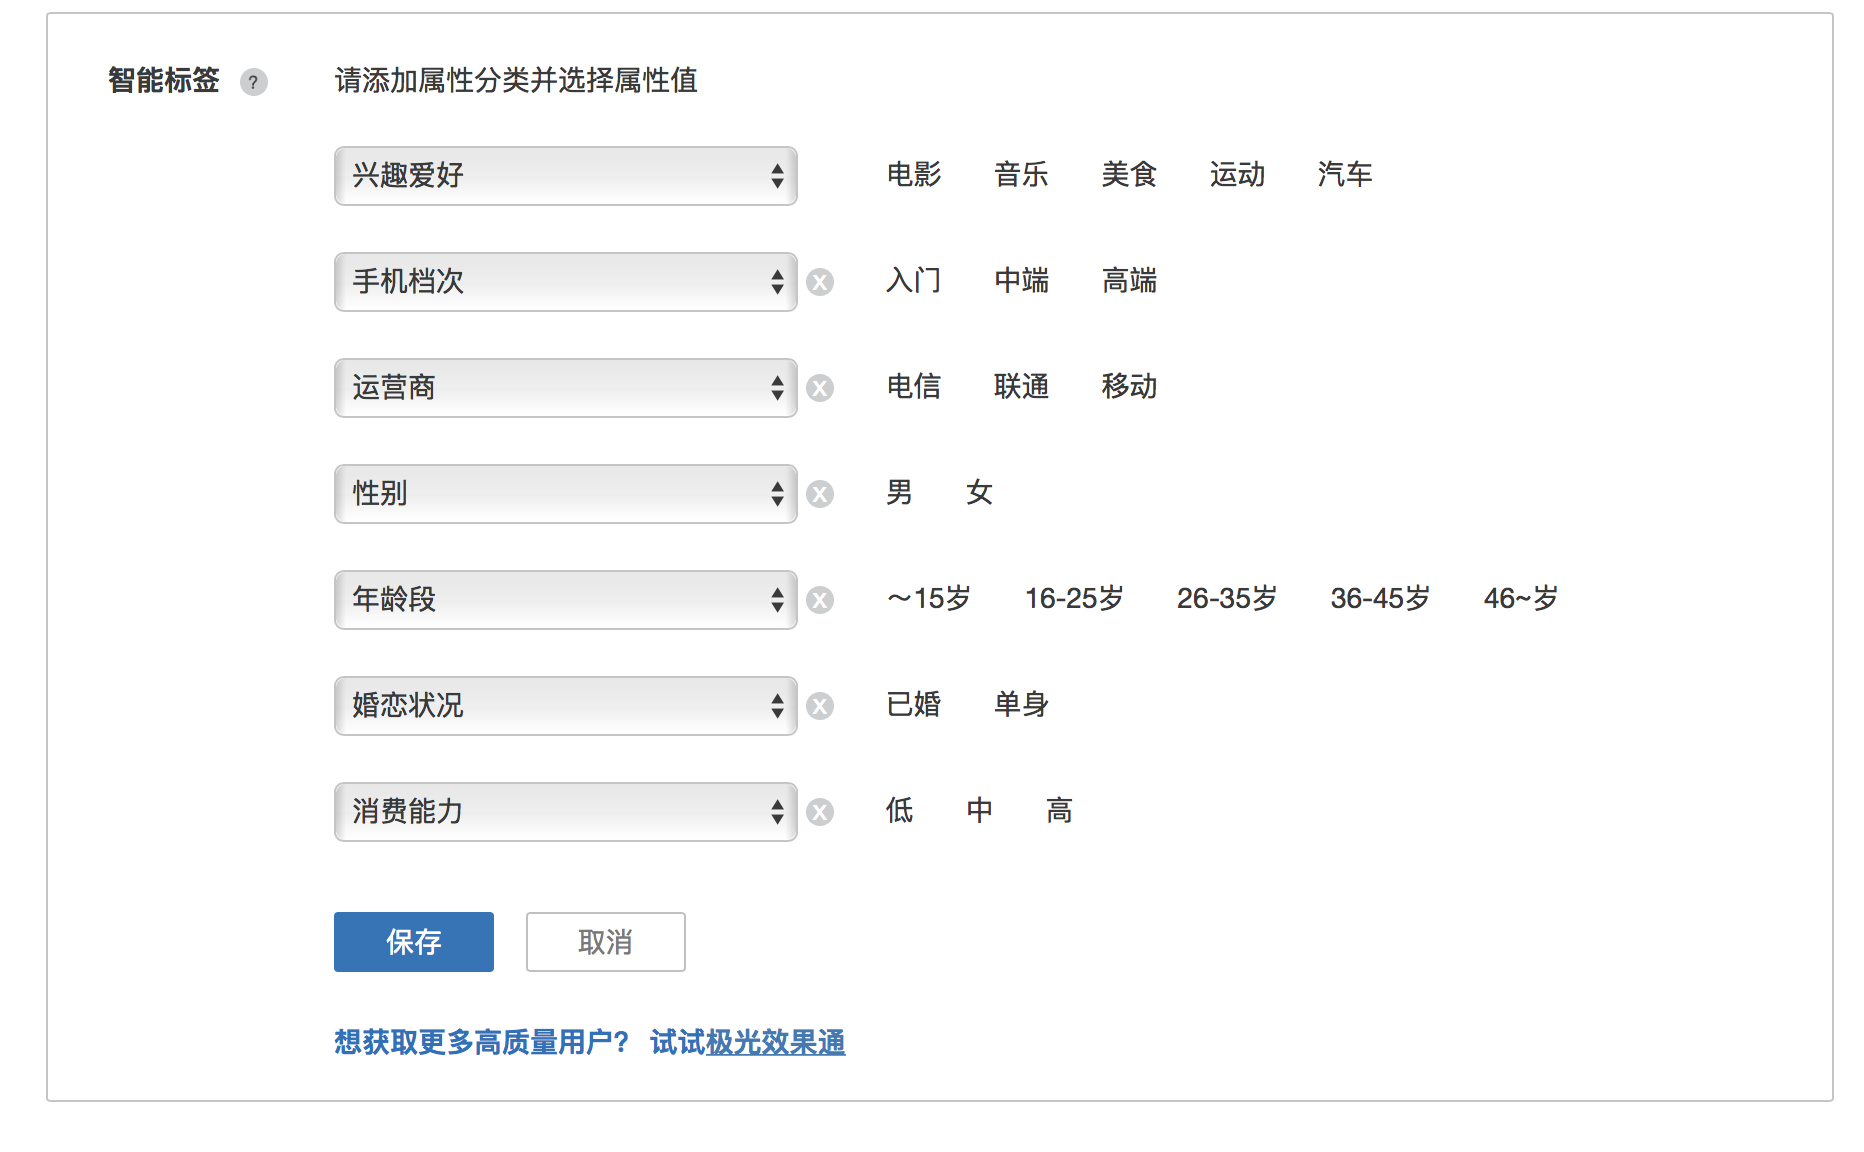 智能标签 ? 请添加属性分类并选择属性值
兴趣爱好 电影 音乐 美食 运动 汽车
手机档次 x 入门 中端 高端
运营商 x 电信 联通 移动
性别 x 男 女
年龄段 x ～15岁 16-25岁 26-35岁 36-45岁 46~岁
婚恋状况 x 已婚 单身
消费能力 x 低 中 高
保存 取消
想获取更多高质量用户? 试试极光效果通